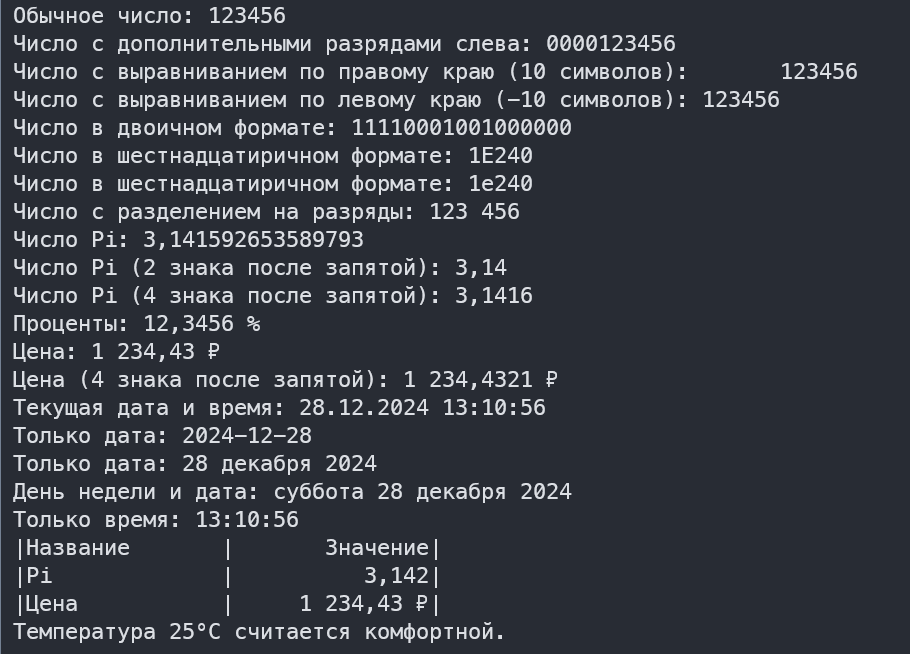 Обычное число: 123456
Число с дополнительными разрядами слева: 0000123456
Число с выравниванием по правому краю (10 символов):       123456
Число с выравниванием по левому краю (−10 символов): 123456
Число в двоичном формате: 11110001001000000
Число в шестнадцатиричном формате: 1E240
Число в шестнадцатиричном формате: 1e240
Число с разделением на разряды: 123 456
Число Pi: 3,141592653589793
Число Pi (2 знака после запятой): 3,14
Число Pi (4 знака после запятой): 3,1416
Проценты: 12,3456 %
Цена: 1 234,43 ₽
Цена (4 знака после запятой): 1 234,4321 ₽
Текущая дата и время: 28.12.2024 13:10:56
Только дата: 2024−12−28
Только дата: 28 декабря 2024
День недели и дата: суббота 28 декабря 2024
Только время: 13:10:56
|Название       |       Значение|
|Pi             |          3,142|
|Цена           |     1 234,43 ₽|
Температура 25°C считается комфортной.